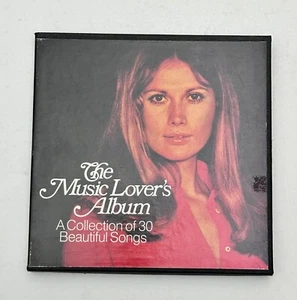 The
Music Lover's
Album
A Collection of 30
Beautiful Songs